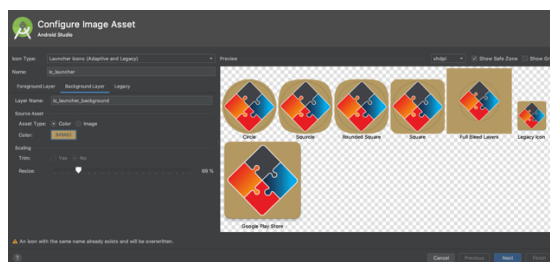 Configure Image Asset
Android Studio
Icon Type: Launcher Icons (Adaptive and Legacy)
Name: ic_launcher
Foreground Layer Background Layer Legacy
Layer Name: ic_launcher_background
Source Asset
Asset Type: Color Image
Color:
Scaling
Trim: Yes No
Resize: %
Preview xhdpi Show Safe Zone Show Gr
Circle Squircle Rounded Square Square Full Bleed Layers Legacy Icon
Google Play Store
An icon with the same name already exists and will be overwritten.
? Cancel Previous Next Finish